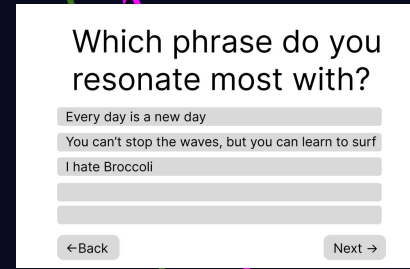 Which phrase do you
resonate most with?
Every day is a new day
You can't stop the waves, but you can learn to surf
I hate Broccoli
←Back
Next →